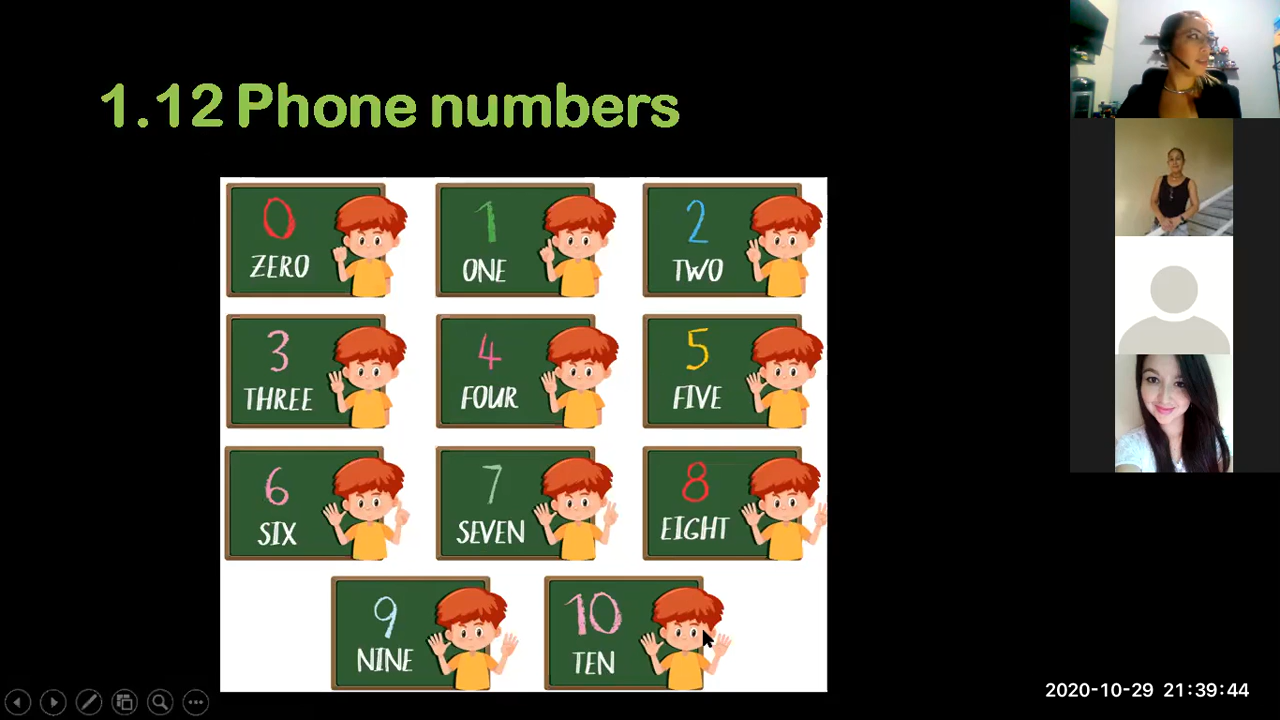 1.12 Phone numbers
0
ZERO
1
ONE
2
TWO
3
THREE
4
FOUR
5
FIVE
6
SIX
7
SEVEN
8
EIGHT
9
NINE
10
TEN
2020-10-29 21:39:44